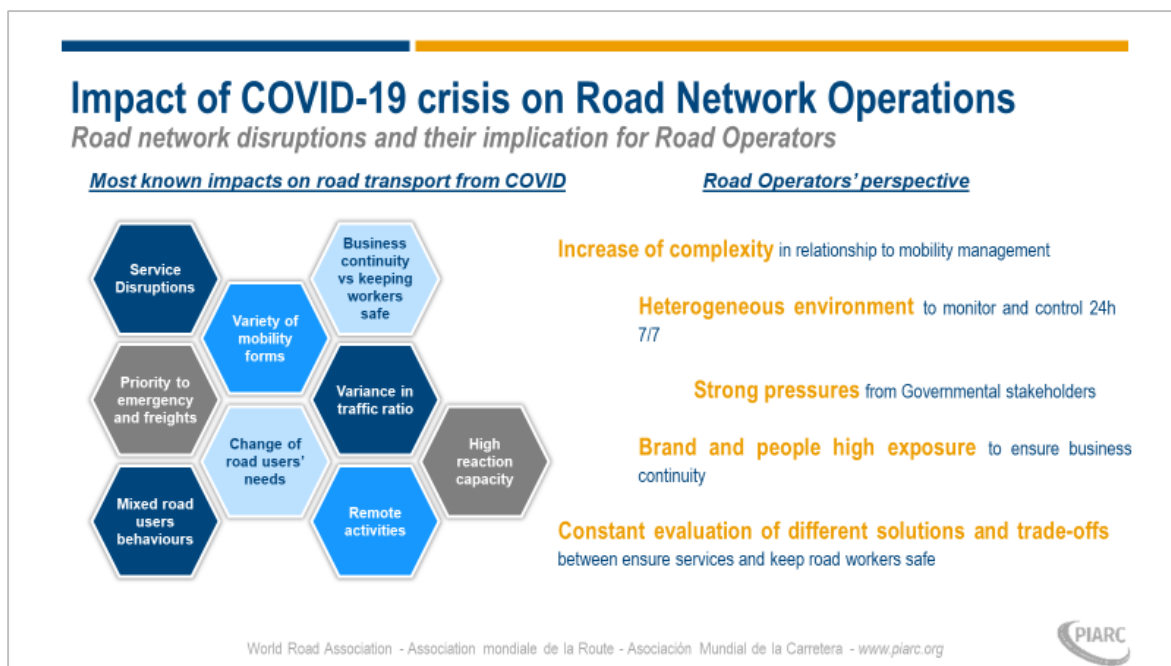 Impact of COVID-19 crisis on Road Network Operations
Road network disruptions and their implication for Road Operators
Most known impacts on road transport from COVID
Service
Disruptions
Business
continuity
vs keeping
workers
safe
Variety of
mobility
forms
Priority to
emergency
and freights
Variance in
traffic ratio
Change of
road users'
needs
High
reaction
capacity
Mixed road
users
behaviours
Remote
activities
Road Operators' perspective
Increase of complexity in relationship to mobility management
Heterogeneous environment to monitor and control 24h
7/7
Strong pressures from Governmental stakeholders
Brand and people high exposure to ensure business
continuity
Constant evaluation of different solutions and trade-offs
between ensure services and keep road workers safe
World Road Association - Association mondiale de la Route - Asociación Mundial de la Carretera - www.piarc.org
PIARC